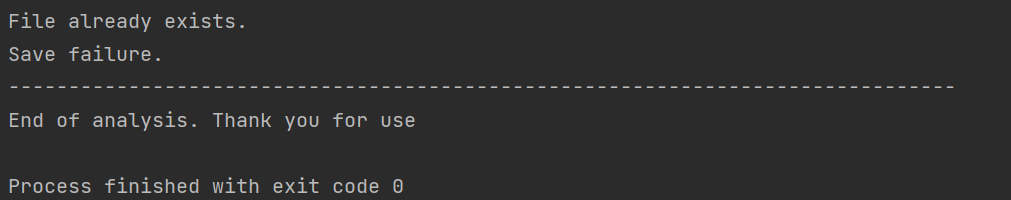 File already exists.
Save failure.
-------------------------------------------------------------------------------
End of analysis. Thank you for use
Process finished with exit code 0